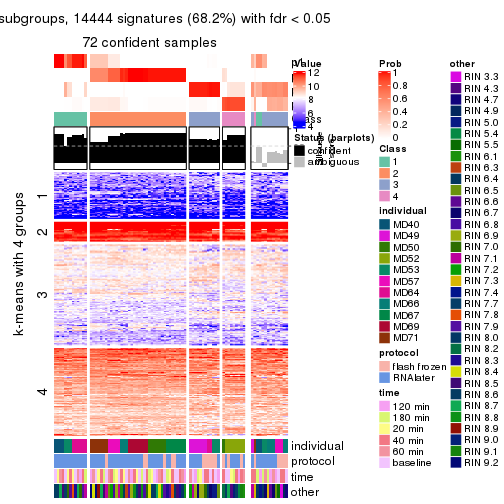 subgroups, 14444 signatures (68.2%) with fdr < 0.05
72 confident samples
k-means with 4 groups
1
2
3
4
Value
12
10
8
6
4
Status (barplots)
confident
ambiguous
individual
protocol
time
other
Prob
1
0.8
0.6
0.4
0.2
0
Class
1
2
3
4
individual
MD40
MD49
MD50
MD52
MD53
MD57
MD64
MD66
MD67
MD69
MD71
protocol
flash frozen
RNAlater
time
120 min
180 min
20 min
40 min
60 min
baseline
other
RIN 3.3
RIN 4.3
RIN 4.7
RIN 4.9
RIN 5.0
RIN 5.4
RIN 5.5
RIN 6.1
RIN 6.3
RIN 6.4
RIN 6.5
RIN 6.6
RIN 6.7
RIN 6.8
RIN 6.9
RIN 7.0
RIN 7.1
RIN 7.2
RIN 7.3
RIN 7.4
RIN 7.7
RIN 7.8
RIN 7.9
RIN 8.0
RIN 8.2
RIN 8.3
RIN 8.4
RIN 8.5
RIN 8.6
RIN 8.7
RIN 8.8
RIN 8.9
RIN 9.0
RIN 9.1
RIN 9.2